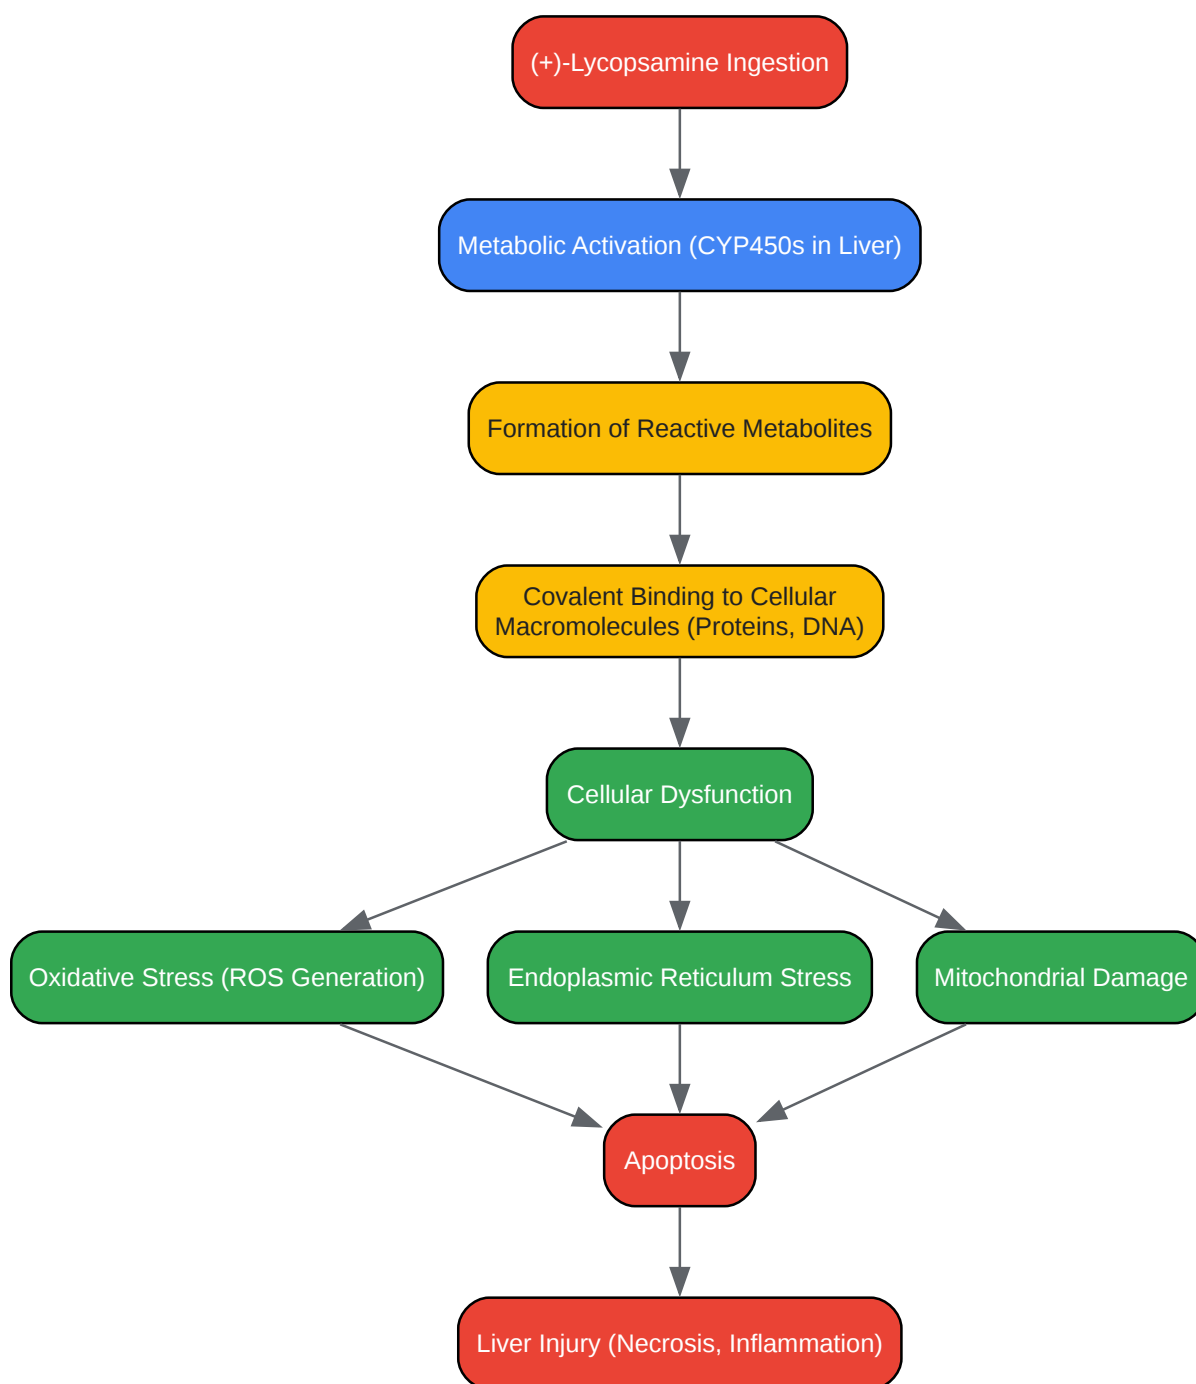 (+)-Lycopsamine Ingestion
Metabolic Activation (CYP450s in Liver)
Formation of Reactive Metabolites
Covalent Binding to Cellular
Macromolecules (Proteins, DNA)
Cellular Dysfunction
Oxidative Stress (ROS Generation)
Endoplasmic Reticulum Stress
Mitochondrial Damage
Apoptosis
Liver Injury (Necrosis, Inflammation)